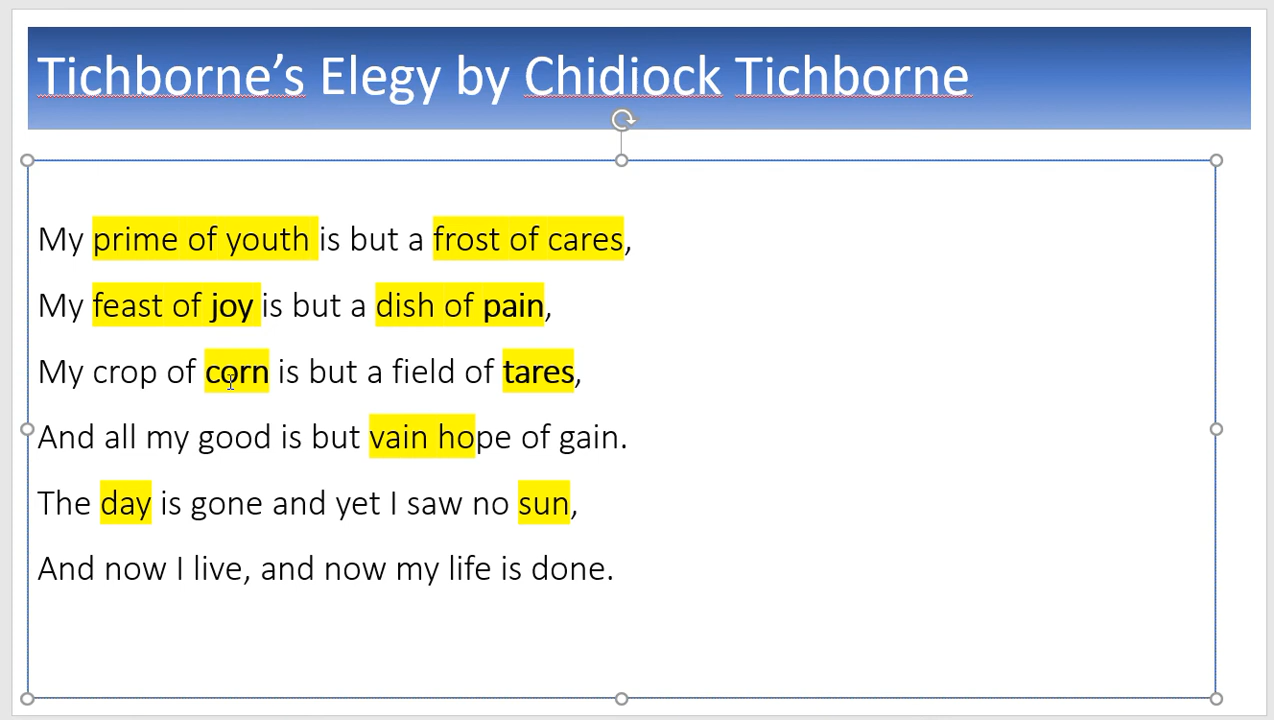 Tichborne's Elegy by Chidiock Tichborne
My prime of youth is but a frost of cares,
My feast of joy is but a dish of pain,
My crop of corn is but a field of tares,
And all my good is but vain hope of gain.
The day is gone and yet I saw no sun,
And now I live, and now my life is done.